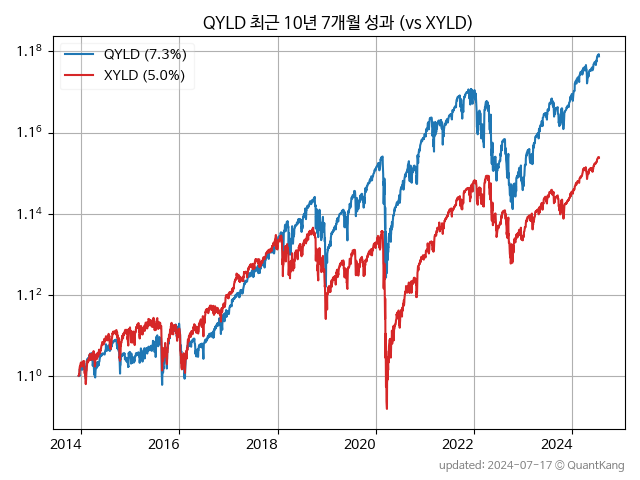 QYLD 최근 10년 7개월 성과 (vs XYLD)
QYLD (7.3%)
XYLD (5.0%)
1.1⁸
1.1⁶
1.1⁴
1.1²
1.1⁰
2014 2016 2018 2020 2022 2024
updated: 2024-07-17 © QuantKang